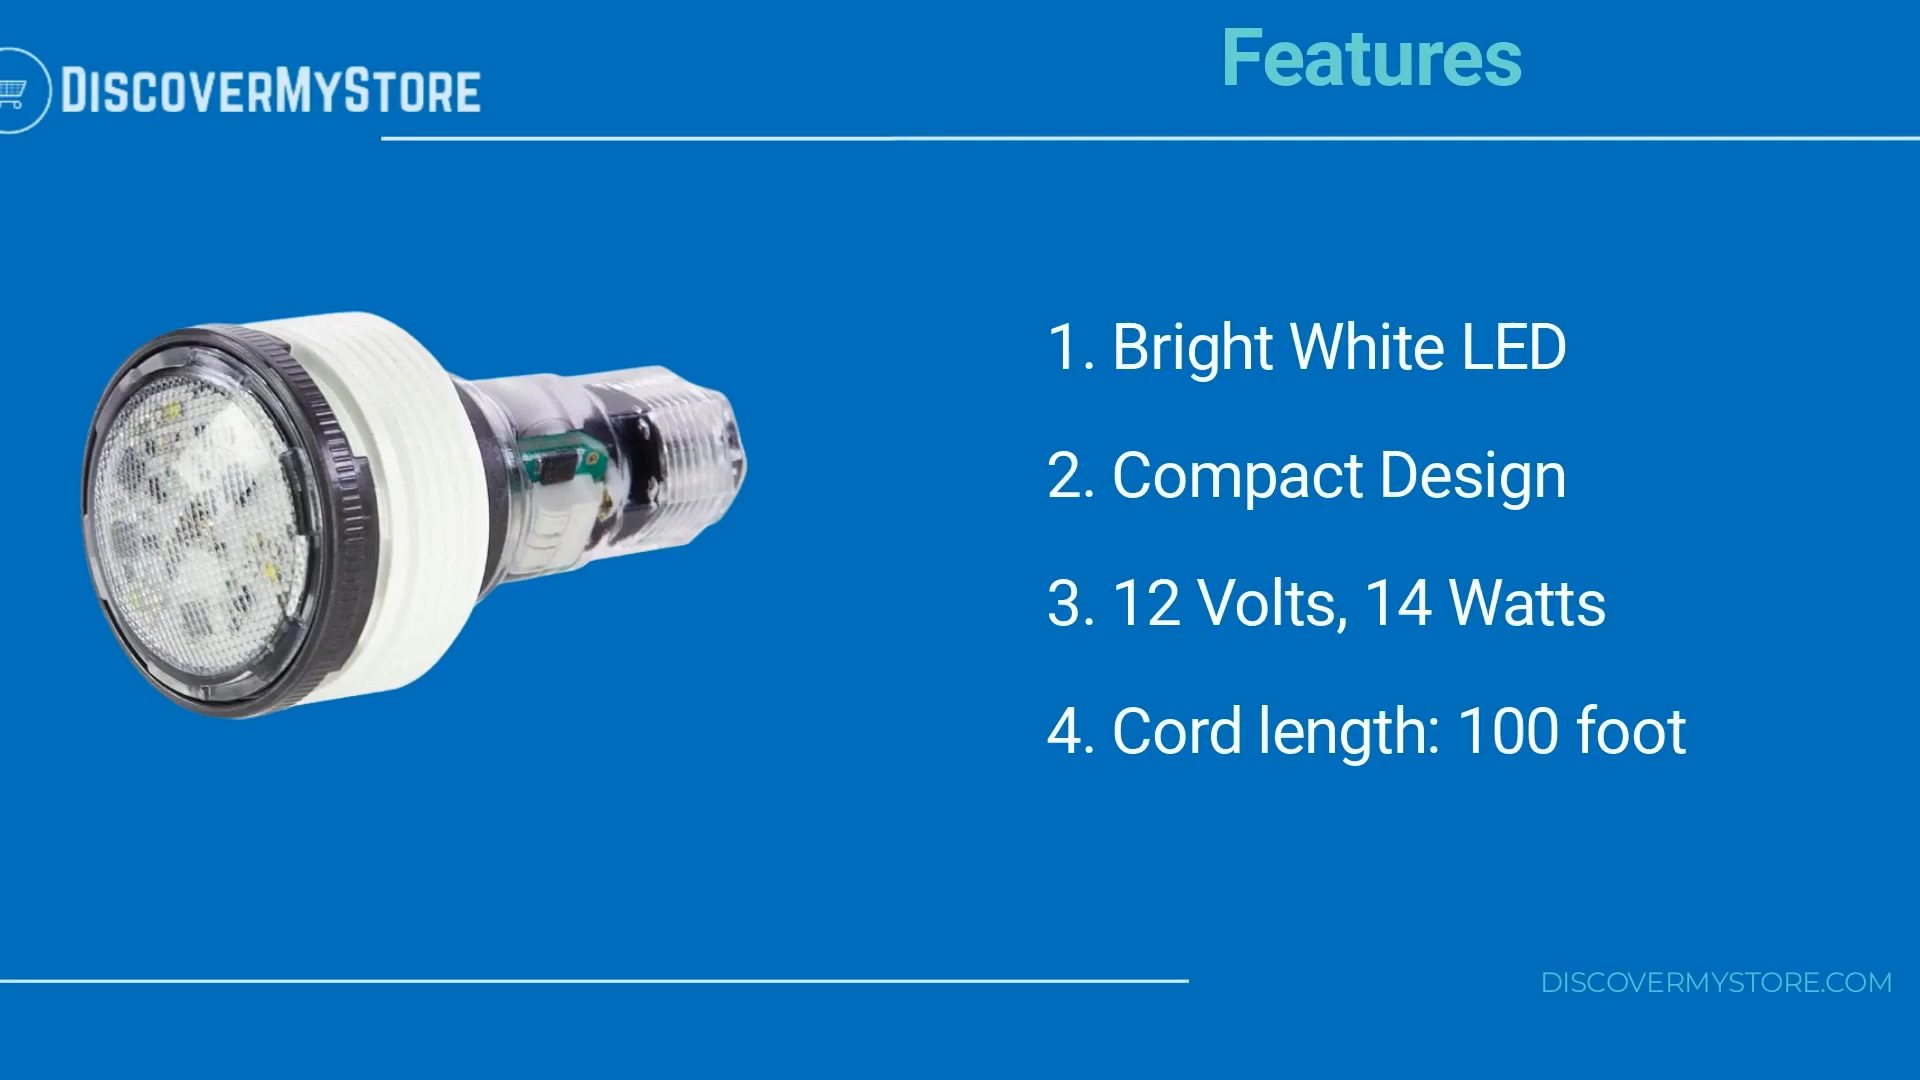 DISCOVERMYSTORE
Features
1. Bright White LED
2. Compact Design
3. 12 Volts, 14 Watts
4. Cord length: 100 foot
DISCOVERMYSTORE.COM